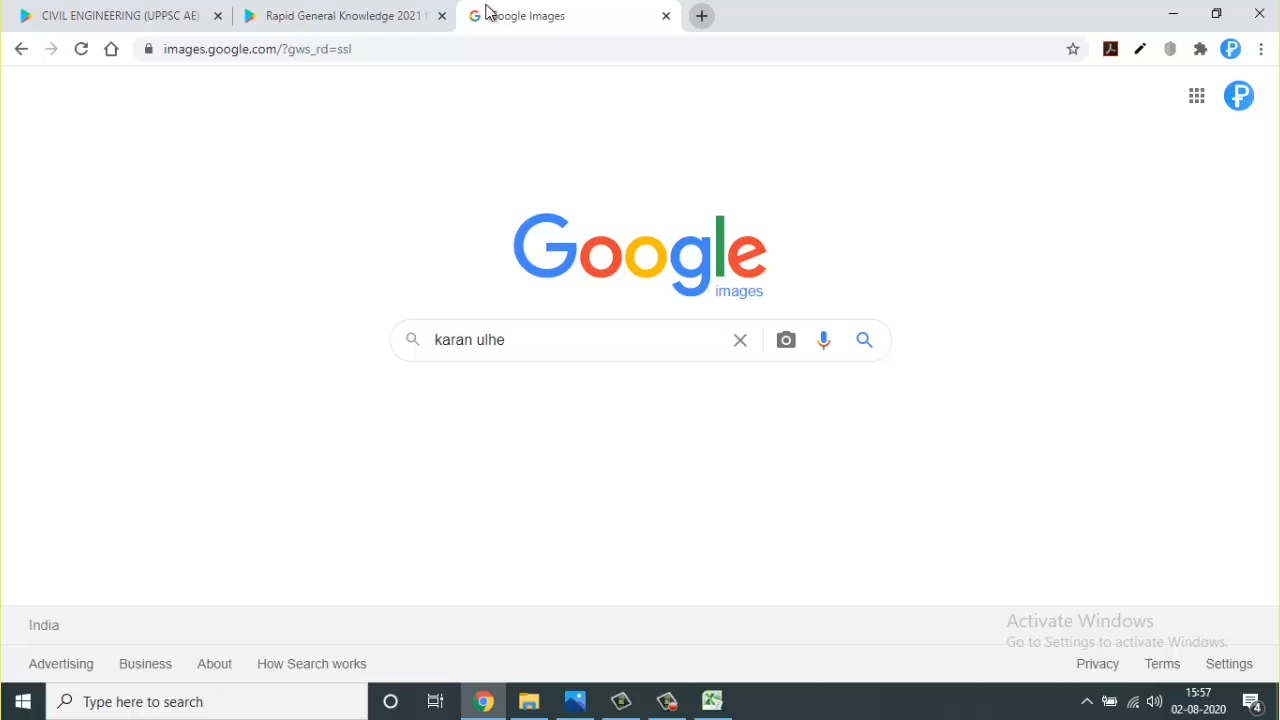 CIVIL ENGINEERING (UPPSC AE)
Rapid General Knowledge 2021
Google Images
images.google.com/?gws_rd=ssl
Google
images
karan ulhe
India
Activate Windows
Go to Settings to activate Windows.
Advertising Business About How Search works Privacy Terms Settings
Type here to search
15:57
02-08-2020
4